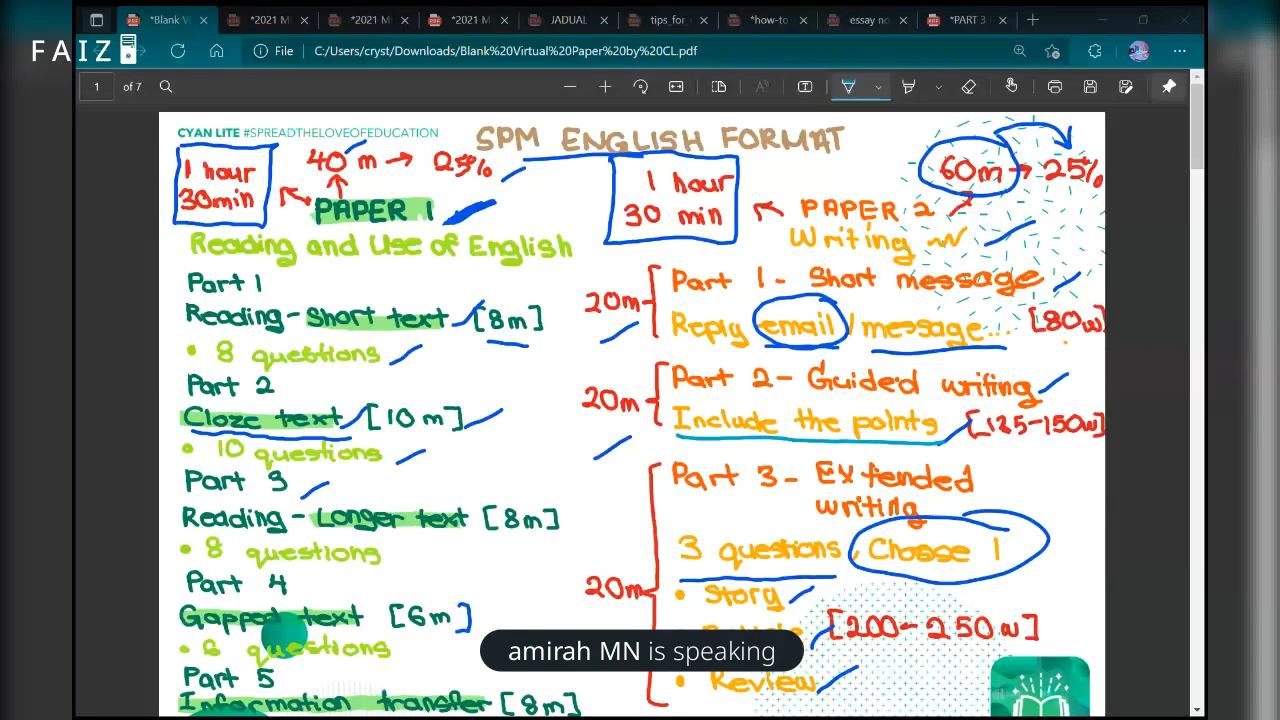 *Blank Vi
*2021 M
*2021 M
*2021 M
JADUAL
tips_for_
*how-to
essay no
*PART 3
FAIZ
File
C:/Users/cryst/Downloads/Blank%20Virtual%20Paper%20by%20CL.pdf
1 of 7
CYAN LITE #SPREADTHELOVEOFEDUCATION
SPM ENGLISH FORMAT
1 hour
30min
40 m → 25%
PAPER 1
Reading and Use of English
Part 1
Reading - Short text [8m]
• 8 questions
Part 2
Cloze text [10 m]
• 10 questions
Part 3
Reading - Longer text [8m]
• 8 questions
Part 4
Gapped text [6m]
questions
Part 5
Information transfer [8m]
1 hour
30 min
60m → 25%
PAPER 2
Writing
20m
Part 1 - Short message
Reply email / message... [80w]
20m
Part 2 - Guided writing
Include the points [125-150w]
20m
Part 3 - Extended
writing
3 questions, Choose 1
• Story
[200-250w]
• Review
amirah MN is speaking